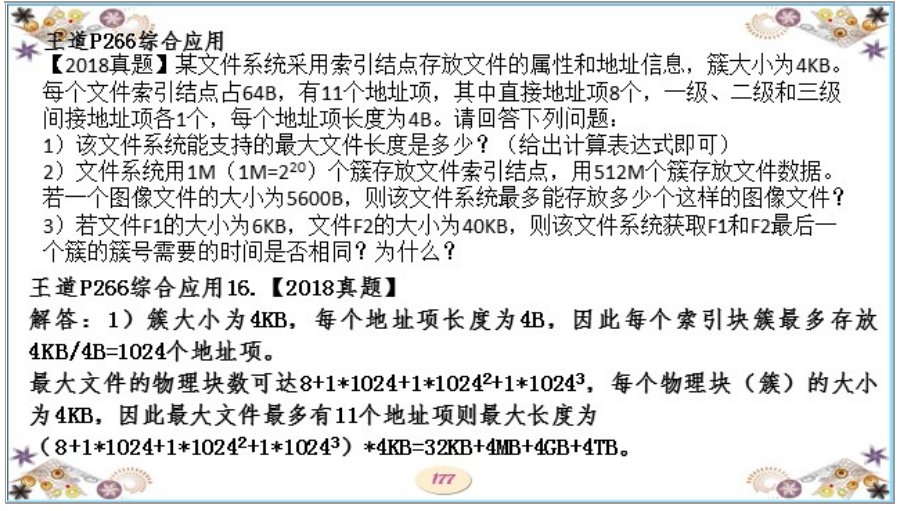 王道P266综合应用
【2018真题】某文件系统采用索引结点存放文件的属性和地址信息，簇大小为4KB。
每个文件索引结点占64B，有11个地址项，其中直接地址项8个，一级、二级和三级
间接地址项各1个，每个地址项长度为4B。请回答下列问题：
1）该文件系统能支持的最大文件长度是多少？（给出计算表达式即可）
2）文件系统用1M（1M=2²⁰）个簇存放文件索引结点，用512M个簇存放文件数据。
若一个图像文件的大小为5600B，则该文件系统最多能存放多少个这样的图像文件？
3）若文件F1的大小为6KB，文件F2的大小为40KB，则该文件系统获取F1和F2最后一
个簇的簇号需要的时间是否相同？为什么？
王道P266综合应用16.【2018真题】
解答：1）簇大小为4KB，每个地址项长度为4B，因此每个索引块簇最多存放
4KB/4B=1024个地址项。
最大文件的物理块数可达8+1*1024+1*1024²+1*1024³，每个物理块（簇）的大小
为4KB，因此最大文件最多有11个地址项则最大长度为
（8+1*1024+1*1024²+1*1024³）*4KB=32KB+4MB+4GB+4TB。
177